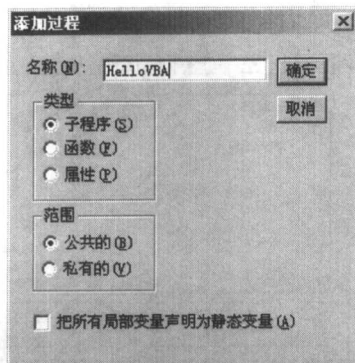 添加过程
名称(N): HelloVBA 确定
取消
类型
子程序(S)
函数(F)
属性(P)
范围
公共的(B)
私有的(V)
把所有局部变量声明为静态变量(A)